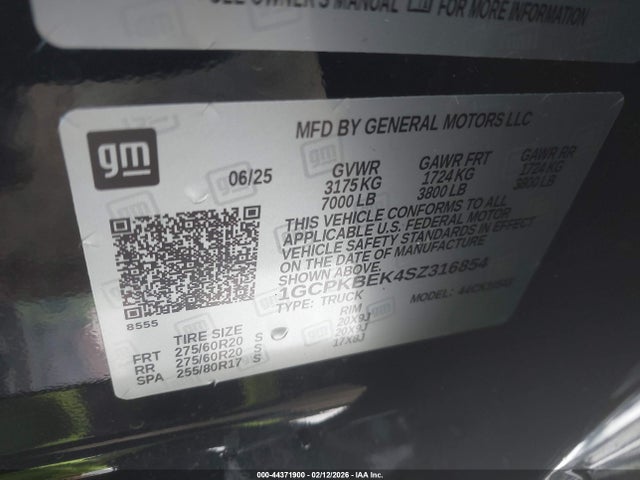 SEE OWNER'S MANUAL FOR MORE INFORMATION
gm
MFD BY GENERAL MOTORS LLC
06/25
GVWR GAWR FRT GAWR RR
3175 KG 1724 KG 1724 KG
7000 LB 3800 LB 3800 LB
THIS VEHICLE CONFORMS TO ALL
APPLICABLE U.S. FEDERAL MOTOR
VEHICLE SAFETY STANDARDS IN EFFECT
ON THE DATE OF MANUFACTURE
SHOWN ABOVE.
1GCPKBEK4SZ316854
TYPE: TRUCK MODEL:
8555
TIRE SIZE RIM
FRT 275/60R20 S 20X9J
RR 275/60R20 S 20X9J
SPA 255/80R17 S 17X8J
000-44371900 - 02/12/2026 - IAA Inc.